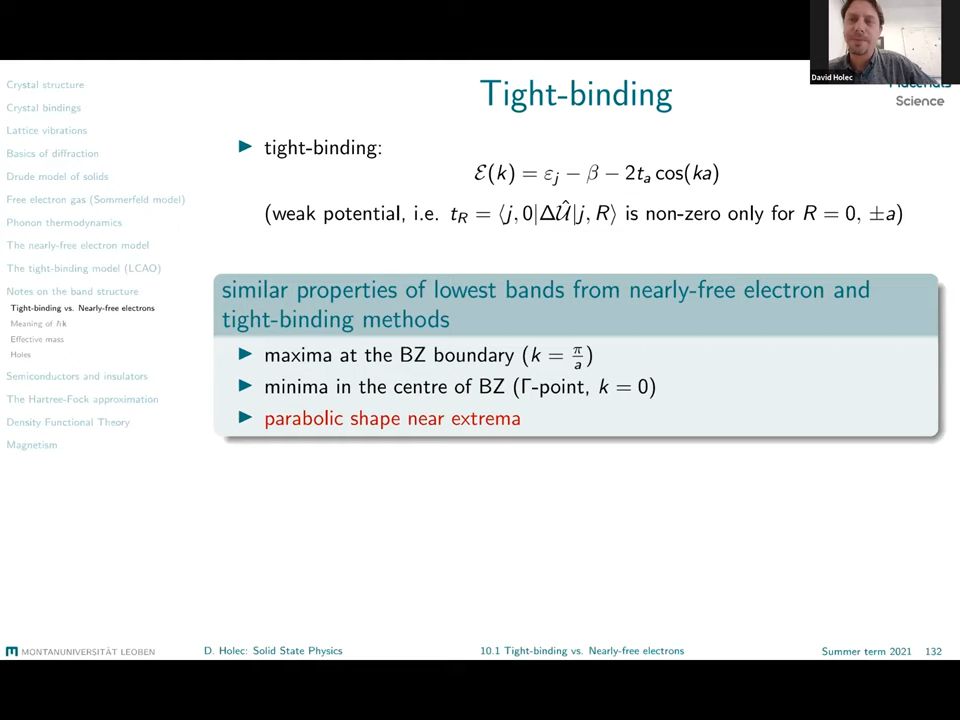 David Holec
Materials
Science
Crystal structure
Crystal bindings
Lattice vibrations
Basics of diffraction
Drude model of solids
Free electron gas (Sommerfeld model)
Phonon thermodynamics
The nearly-free electron model
The tight-binding model (LCAO)
Notes on the band structure
Tight-binding vs. Nearly-free electrons
Meaning of ℏk
Effective mass
Holes
Semiconductors and insulators
The Hartree-Fock approximation
Density Functional Theory
Magnetism
Tight-binding
▶ tight-binding:
ℰ(k) = εⱼ − β − 2tₐ cos(ka)
(weak potential, i.e. t_R = ⟨j, 0|Δ𝒰̂|j, R⟩ is non-zero only for R = 0, ±a)
similar properties of lowest bands from nearly-free electron and
tight-binding methods
▶ maxima at the BZ boundary (k = π/a)
▶ minima in the centre of BZ (Γ-point, k = 0)
▶ parabolic shape near extrema
MONTANUNIVERSITÄT LEOBEN
D. Holec: Solid State Physics
10.1 Tight-binding vs. Nearly-free electrons
Summer term 2021 132